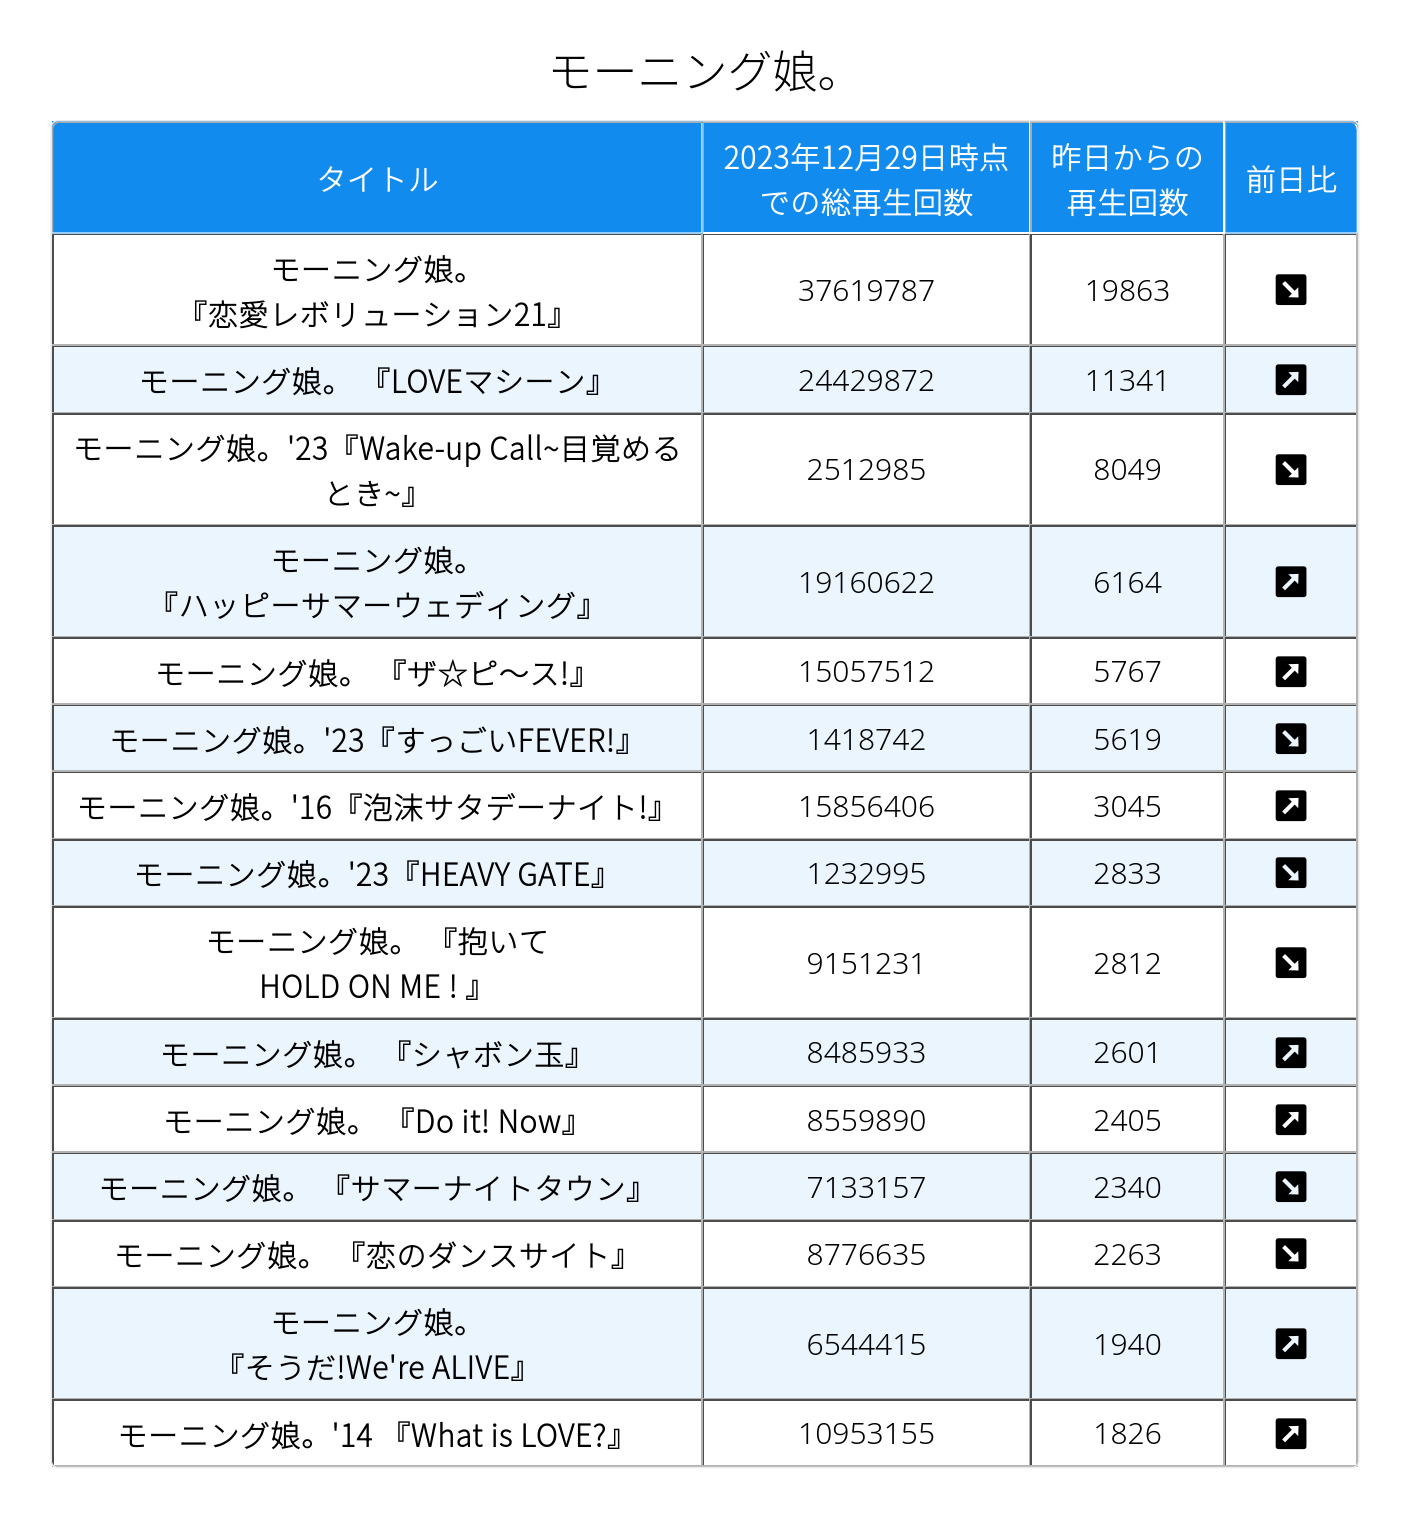 モーニング娘。
タイトル
2023年12月29日時点
での総再生回数
昨日からの
再生回数
前日比
モーニング娘。
『恋愛レボリューション21』
37619787
19863
モーニング娘。 『LOVEマシーン』
24429872
11341
モーニング娘。'23『Wake-up Call~目覚める
とき~』
2512985
8049
モーニング娘。
『ハッピーサマーウェディング』
19160622
6164
モーニング娘。 『ザ☆ピ～ス!』
15057512
5767
モーニング娘。'23『すっごいFEVER!』
1418742
5619
モーニング娘。'16『泡沫サタデーナイト!』
15856406
3045
モーニング娘。'23『HEAVY GATE』
1232995
2833
モーニング娘。 『抱いて
HOLD ON ME ! 』
9151231
2812
モーニング娘。 『シャボン玉』
8485933
2601
モーニング娘。 『Do it! Now』
8559890
2405
モーニング娘。 『サマーナイトタウン』
7133157
2340
モーニング娘。 『恋のダンスサイト』
8776635
2263
モーニング娘。
『そうだ!We're ALIVE』
6544415
1940
モーニング娘。'14 『What is LOVE?』
10953155
1826